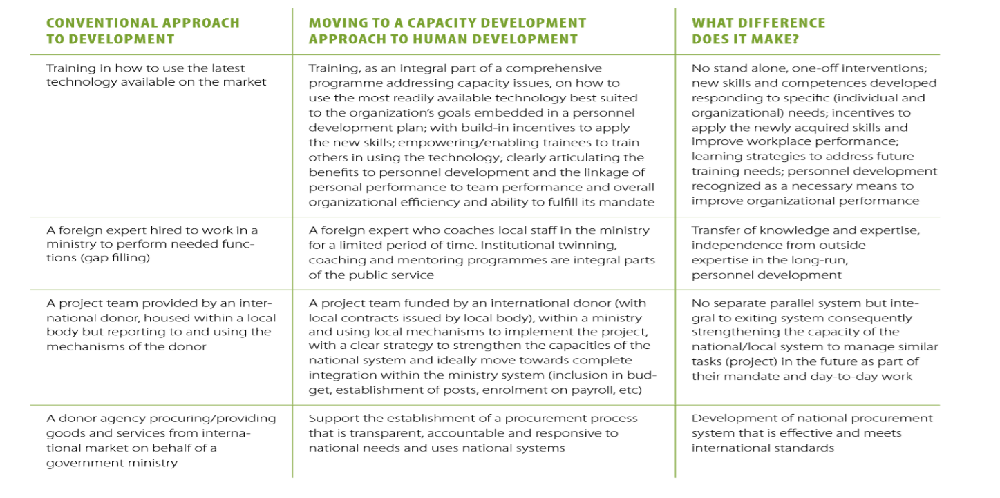 CONVENTIONAL APPROACH
TO DEVELOPMENT
MOVING TO A CAPACITY DEVELOPMENT
APPROACH TO HUMAN DEVELOPMENT
WHAT DIFFERENCE
DOES IT MAKE?
Training in how to use the latest
technology available on the market
Training, as an integral part of a comprehensive
programme addressing capacity issues, on how to
use the most readily available technology best suited
to the organization's goals embedded in a personnel
development plan; with build-in incentives to apply
the new skills; empowering/enabling trainees to train
others in using the technology; clearly articulating the
benefits to personnel development and the linkage of
personal performance to team performance and overall
organizational efficiency and ability to fulfill its mandate
No stand alone, one-off interventions;
new skills and competences developed
responding to specific (individual and
organizational) needs; incentives to
apply the newly acquired skills and
improve workplace performance;
learning strategies to address future
training needs; personnel development
recognized as a necessary means to
improve organizational performance
A foreign expert hired to work in a
ministry to perform needed func-
tions (gap filling)
A foreign expert who coaches local staff in the ministry
for a limited period of time. Institutional twinning,
coaching and mentoring programmes are integral parts
of the public service
Transfer of knowledge and expertise,
independence from outside
expertise in the long-run,
personnel development
A project team provided by an inter-
national donor, housed within a local
body but reporting to and using the
mechanisms of the donor
A project team funded by an international donor (with
local contracts issued by local body), within a ministry
and using local mechanisms to implement the project,
with a clear strategy to strengthen the capacities of the
national system and ideally move towards complete
integration within the ministry system (inclusion in bud-
get, establishment of posts, enrolment on payroll, etc)
No separate parallel system but inte-
gral to exiting system consequently
strengthening the capacity of the
national/local system to manage similar
tasks (project) in the future as part of
their mandate and day-to-day work
A donor agency procuring/providing
goods and services from interna-
tional market on behalf of a
government ministry
Support the establishment of a procurement process
that is transparent, accountable and responsive to
national needs and uses national systems
Development of national procurement
system that is effective and meets
international standards